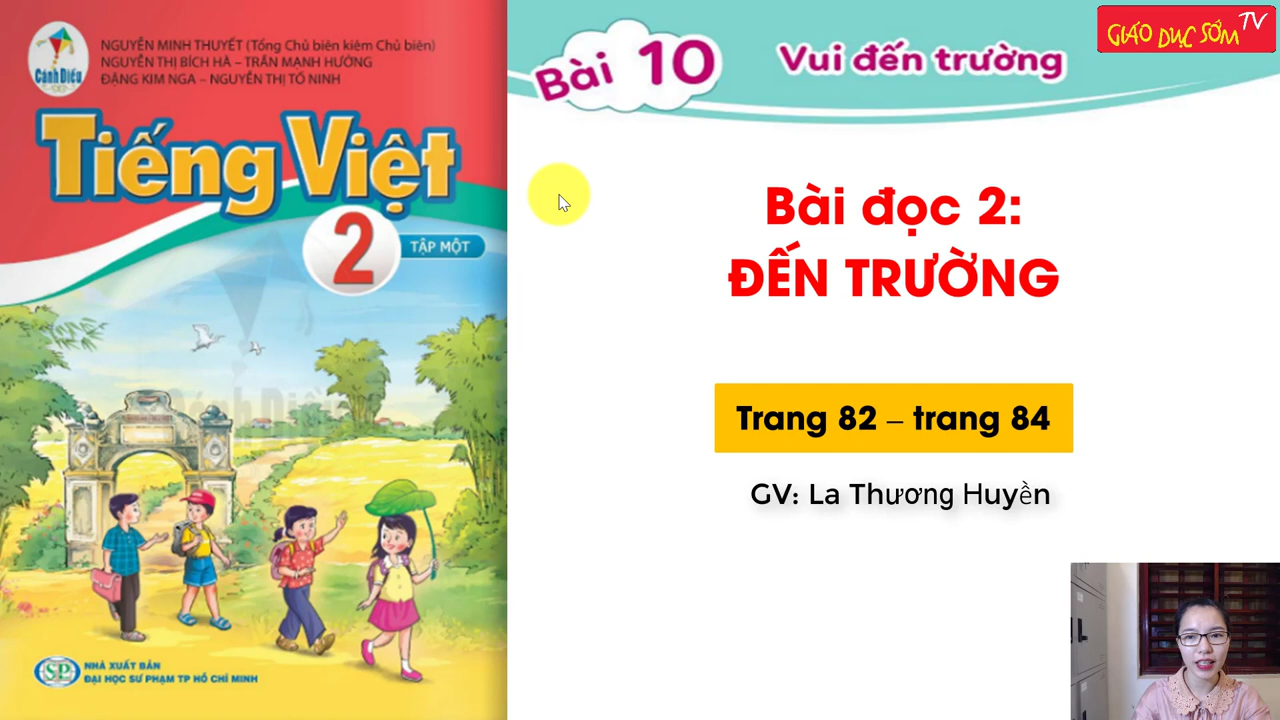 Cánh Diều
NGUYỄN MINH THUYẾT (Tổng Chủ biên kiêm Chủ biên)
NGUYỄN THỊ BÍCH HÀ – TRẦN MẠNH HƯỞNG
ĐẶNG KIM NGA – NGUYỄN THỊ TỐ NINH
Tiếng Việt
2
TẬP MỘT
Cánh Diều
SP
NHÀ XUẤT BẢN
ĐẠI HỌC SƯ PHẠM TP HỒ CHÍ MINH
Bài 10
Vui đến trường
GIÁO DỤC SỚM TV
Bài đọc 2:
ĐẾN TRƯỜNG
Trang 82 – trang 84
GV: La Thương Huyền